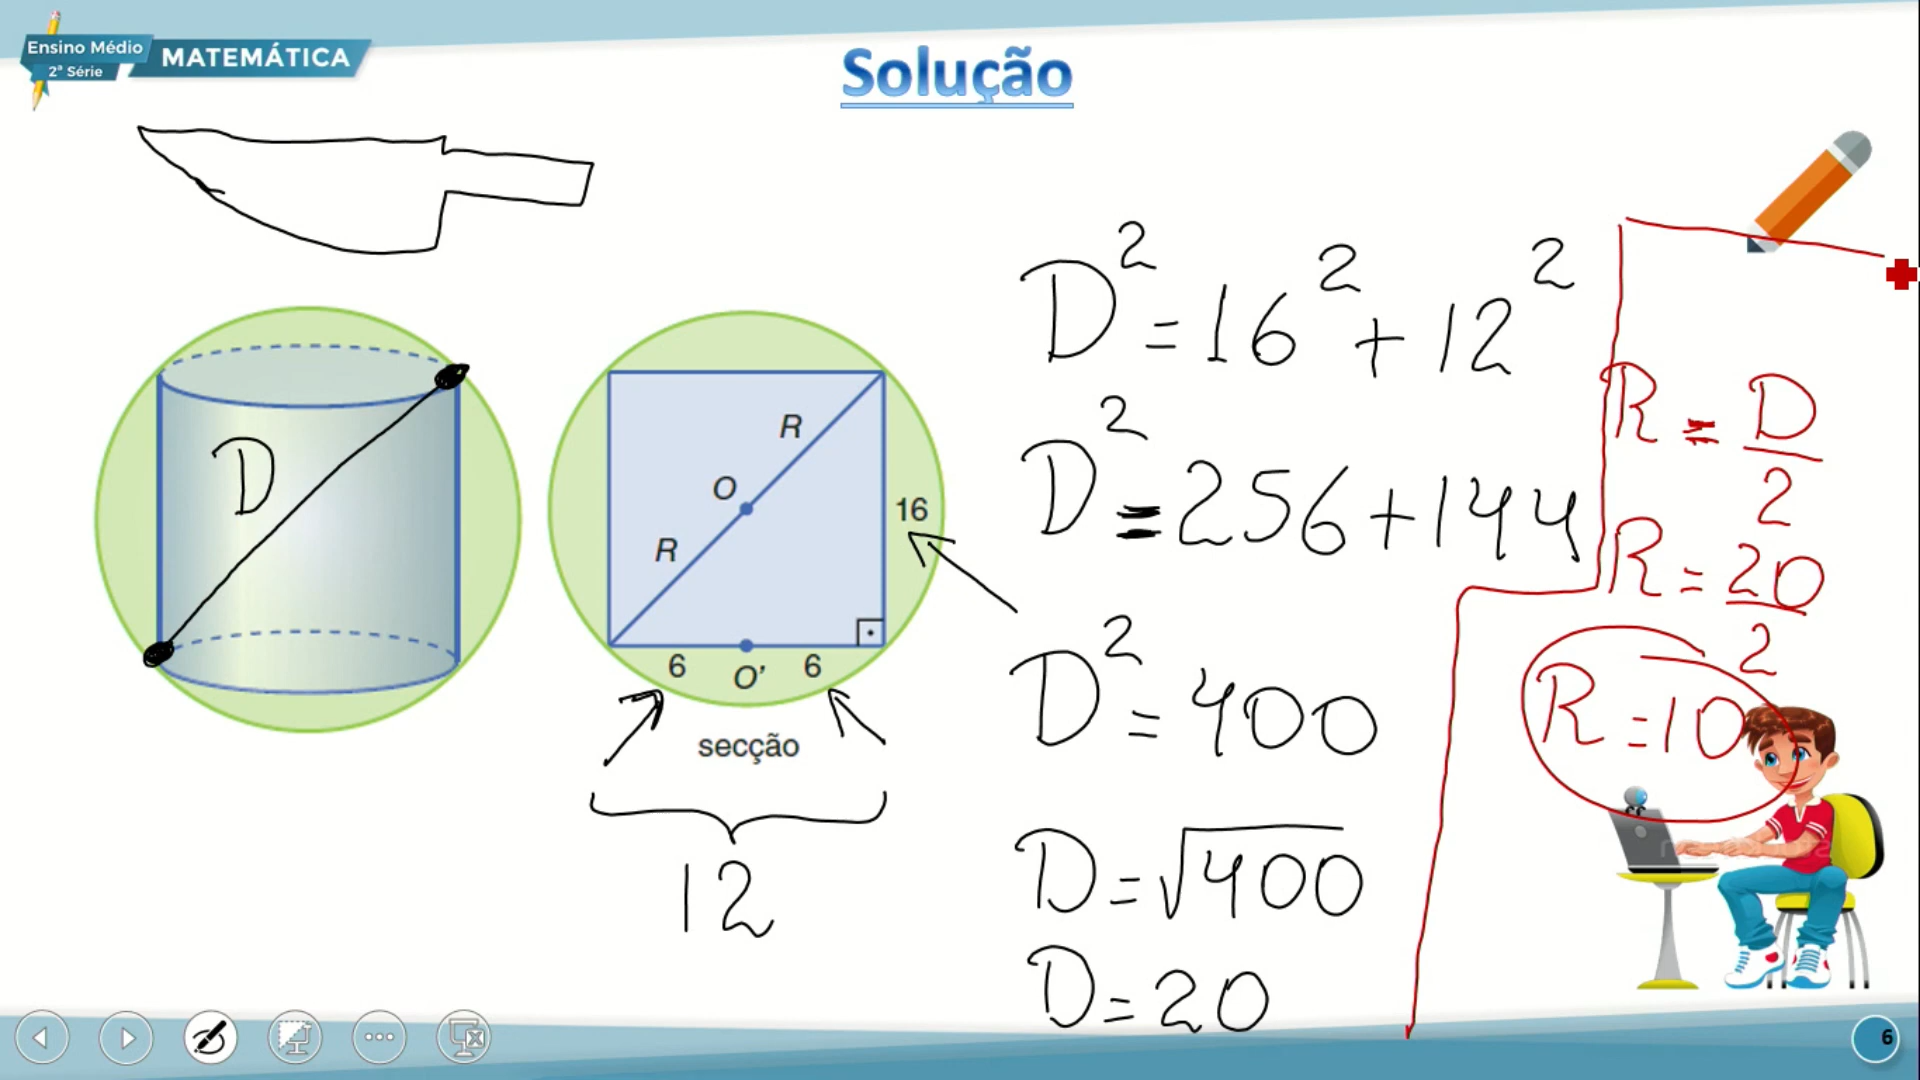 Ensino Médio
2ª Série
MATEMÁTICA
Solução
D
R
O
R
16
6
O'
6
secção
12
D² = 16² + 12²
D² = 256 + 144
D² = 400
D = √400
D = 20
R = D/2
R = 20/2
R = 10
6